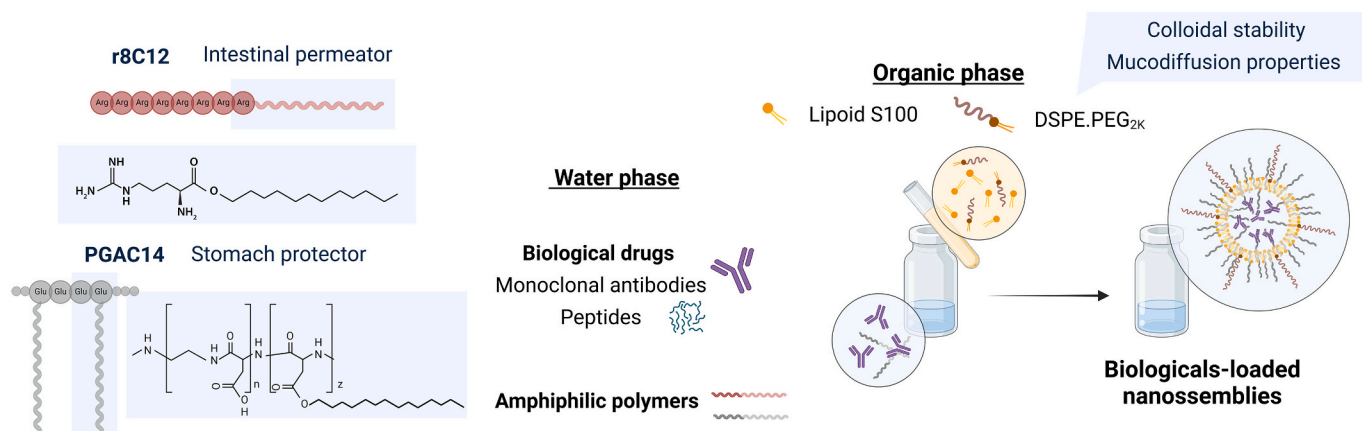 r8C12 Intestinal permeator
Arg Arg Arg Arg Arg Arg Arg Arg
NH
H₂N N H O O NH₂
PGAC14 Stomach protector
Glu Glu Glu Glu
H N N H O H N O H N
O O H n O O z
Water phase
Biological drugs
Monoclonal antibodies
Peptides
Amphiphilic polymers
Organic phase
Lipoid S100 DSPE.PEG₂ₖ
Colloidal stability
Mucodiffusion properties
Biologicals-loaded
nanossemblies